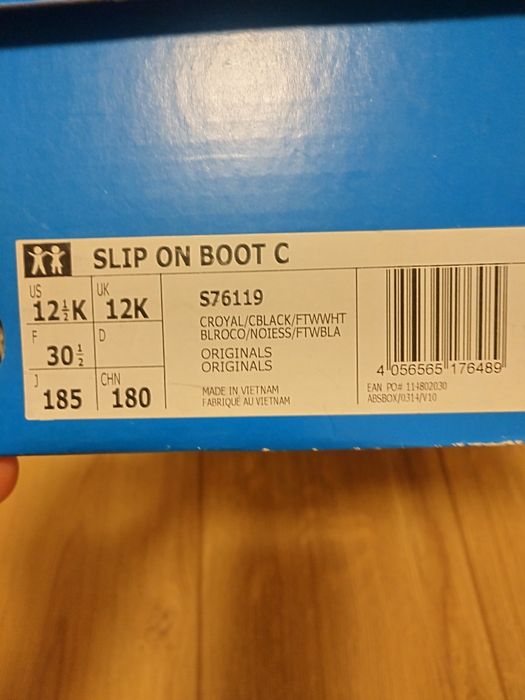 SLIP ON BOOT C
US 12½K UK 12K
F 30½ D
J 185 CHN 180
S76119
CROYAL/CBLACK/FTWWHT
BLROCO/NOIESS/FTWBLA
ORIGINALS
ORIGINALS
MADE IN VIETNAM
FABRIQUÉ AU VIETNAM
4 056565 176489
EAN PO# 114802030
ABSBOX/0314/V10